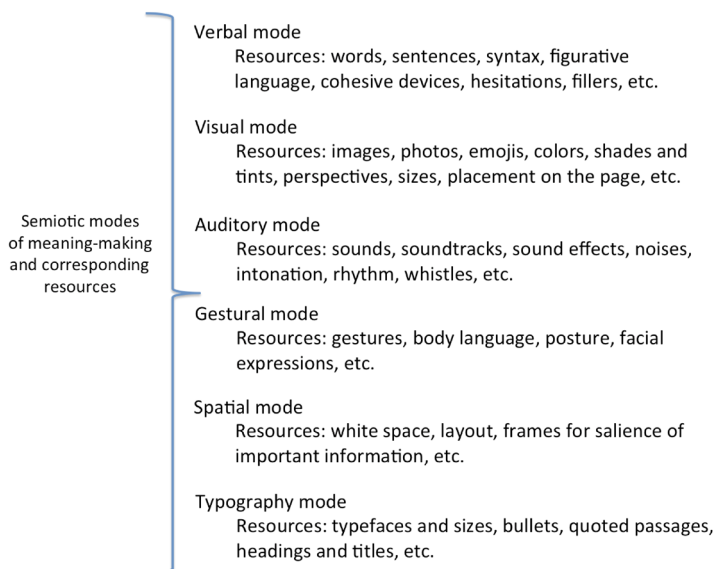 Semiotic modes
of meaning-making
and corresponding
resources
Verbal mode
Resources: words, sentences, syntax, figurative
language, cohesive devices, hesitations, fillers, etc.
Visual mode
Resources: images, photos, emojis, colors, shades and
tints, perspectives, sizes, placement on the page, etc.
Auditory mode
Resources: sounds, soundtracks, sound effects, noises,
intonation, rhythm, whistles, etc.
Gestural mode
Resources: gestures, body language, posture, facial
expressions, etc.
Spatial mode
Resources: white space, layout, frames for salience of
important information, etc.
Typography mode
Resources: typefaces and sizes, bullets, quoted passages,
headings and titles, etc.